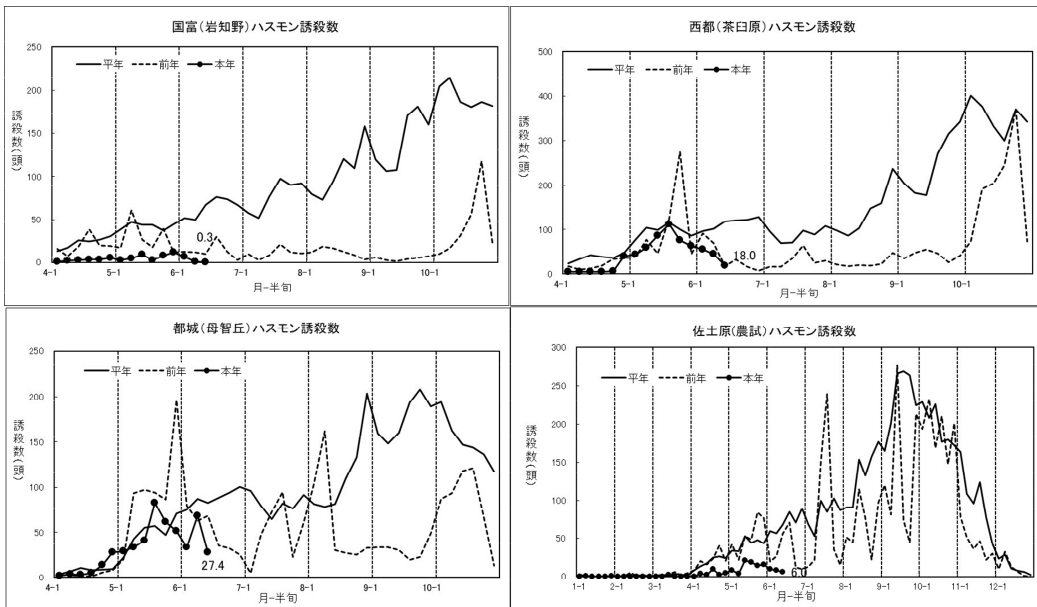 国富(岩知野)ハスモン誘殺数
250
200
150
100
50
0
誘殺数(頭)
平年 前年 本年
0.3
4-1 5-1 6-1 7-1 8-1 9-1 10-1
月-半旬
西都(茶臼原)ハスモン誘殺数
500
400
300
200
100
0
誘殺数(頭)
平年 前年 本年
18.0
4-1 5-1 6-1 7-1 8-1 9-1 10-1
月-半旬
都城(母智丘)ハスモン誘殺数
250
200
150
100
50
0
誘殺数(頭)
平年 前年 本年
27.4
4-1 5-1 6-1 7-1 8-1 9-1 10-1
月-半旬
佐土原(農試)ハスモン誘殺数
300
250
200
150
100
50
0
誘殺数(頭)
平年 前年 本年
6.0
1-1 2-1 3-1 4-1 5-1 6-1 7-1 8-1 9-1 10-1 11-1 12-1
月-半旬